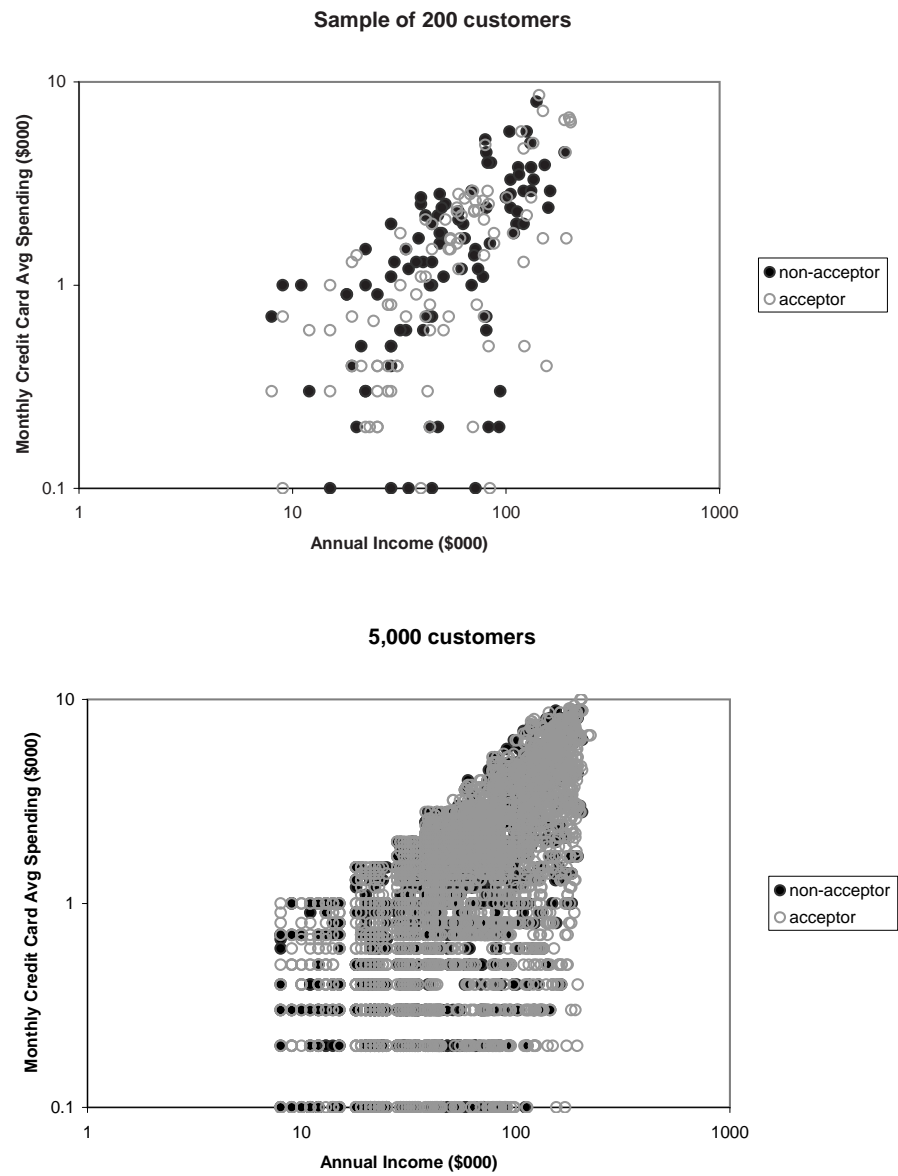 Sample of 200 customers
10
1
0.1
1
10
100
1000
Monthly Credit Card Avg Spending ($000)
Annual Income ($000)
non-acceptor
acceptor
5,000 customers
10
1
0.1
1
10
100
1000
Monthly Credit Card Avg Spending ($000)
Annual Income ($000)
non-acceptor
acceptor